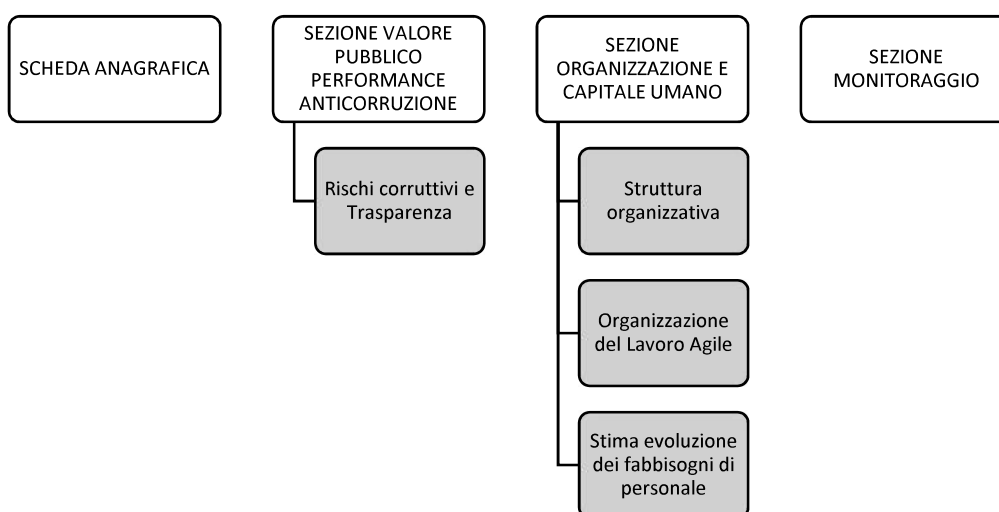 SCHEDA ANAGRAFICA
SEZIONE VALORE
PUBBLICO
PERFORMANCE
ANTICORRUZIONE
Rischi corruttivi e
Trasparenza
SEZIONE
ORGANIZZAZIONE E
CAPITALE UMANO
Struttura
organizzativa
Organizzazione
del Lavoro Agile
Stima evoluzione
dei fabbisogni di
personale
SEZIONE
MONITORAGGIO